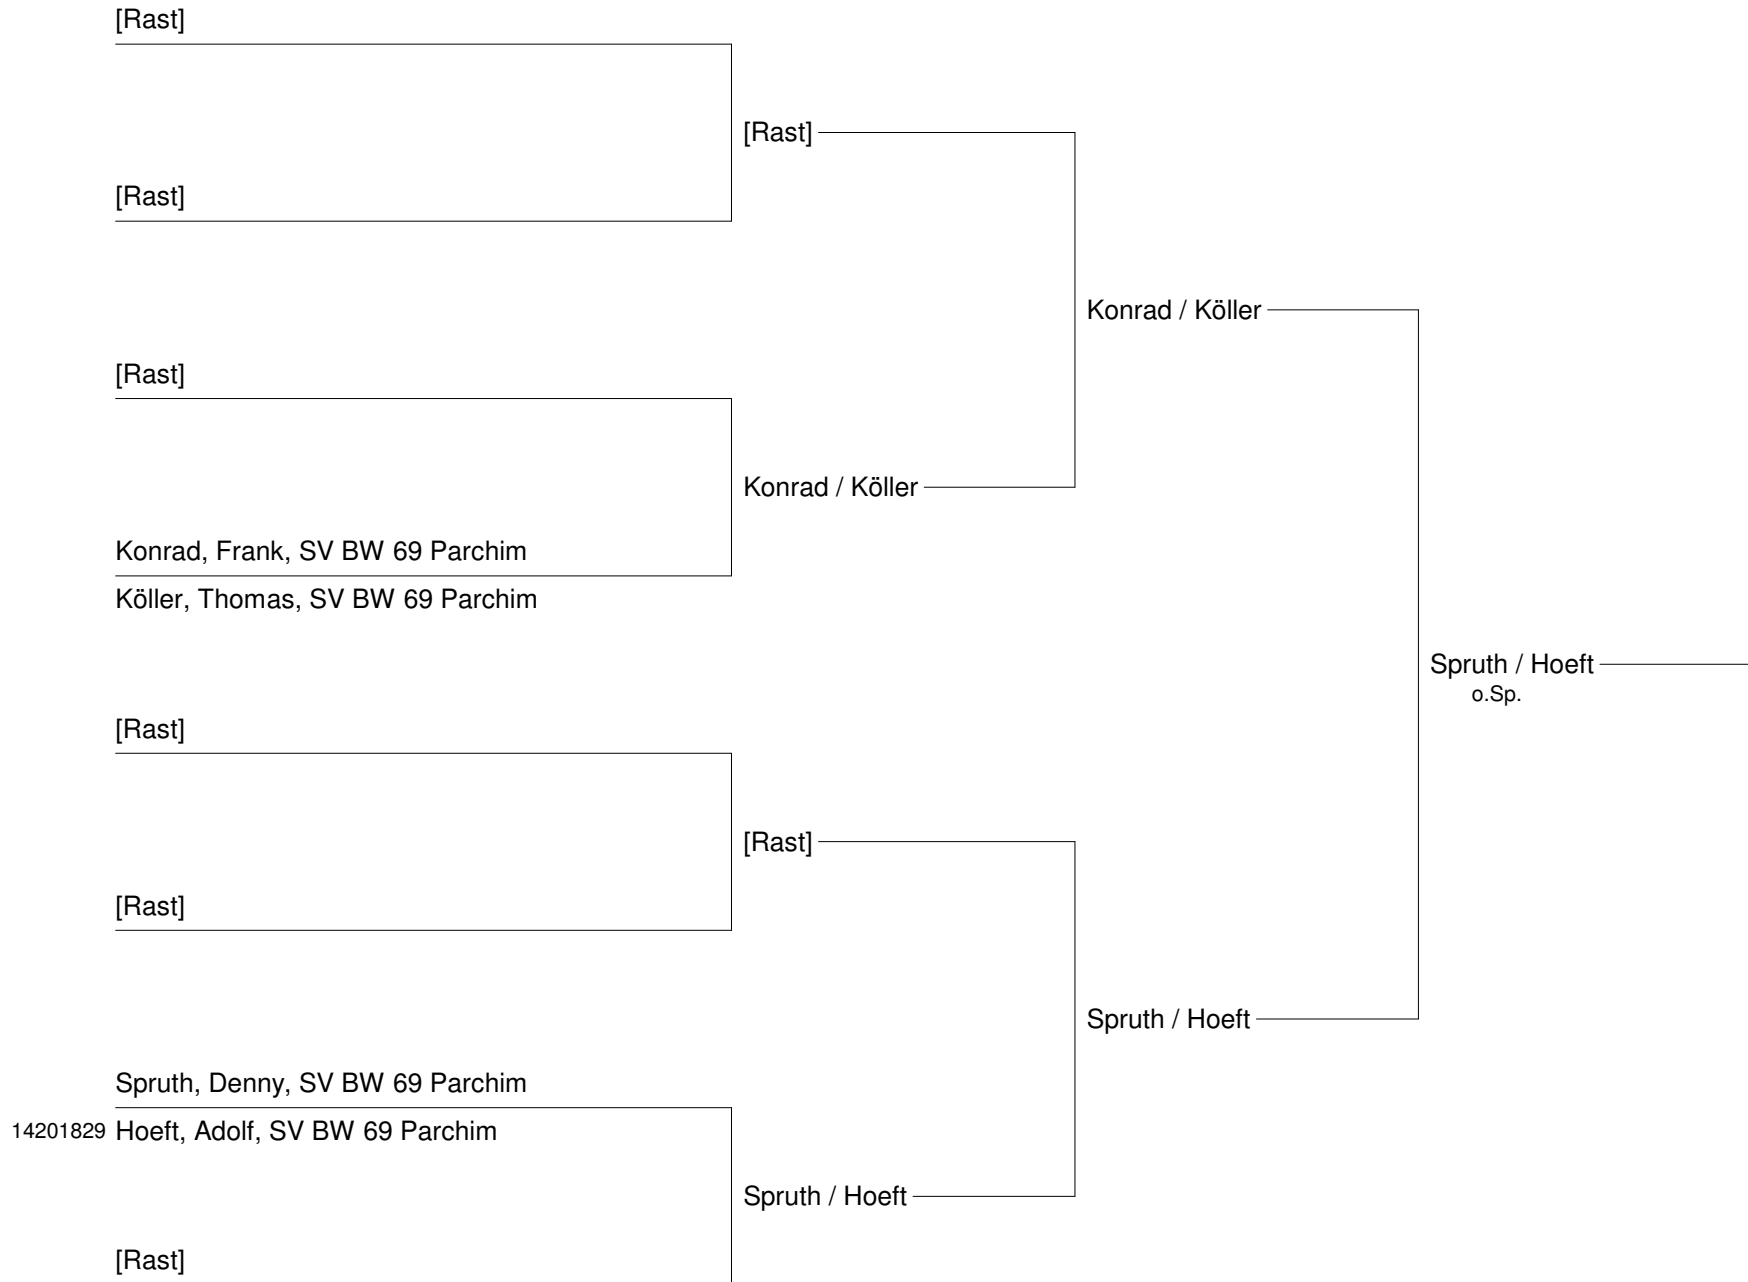 [Rast]
[Rast]
[Rast]
Konrad / Köller
[Rast]
Konrad / Köller
Konrad, Frank, SV BW 69 Parchim
Köller, Thomas, SV BW 69 Parchim
Spruth / Hoeft
o.Sp.
[Rast]
[Rast]
[Rast]
Spruth / Hoeft
Spruth, Denny, SV BW 69 Parchim
14201829 Hoeft, Adolf, SV BW 69 Parchim
Spruth / Hoeft
[Rast]